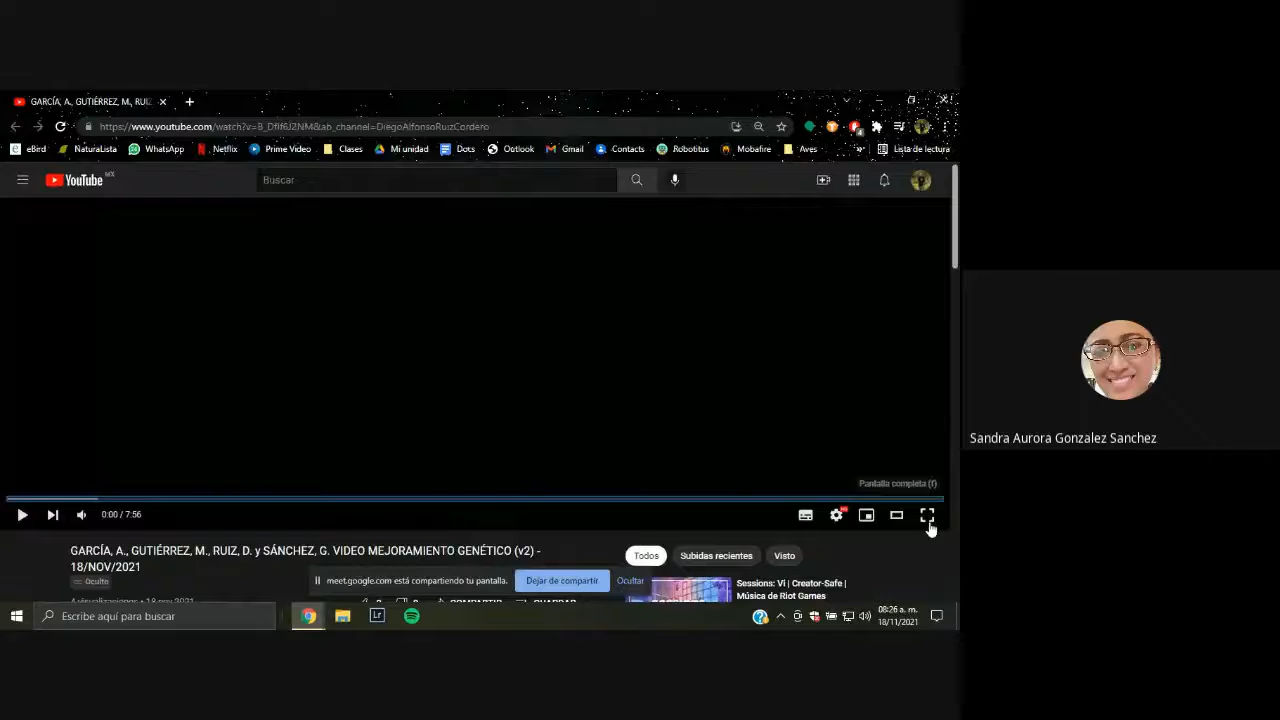 GARCÍA, A., GUTIÉRREZ, M., RUIZ
https://www.youtube.com/watch?v=B_Dflf6J2NM&ab_channel=DiegoAlfonsoRuizCordero
eBird NaturaLista WhatsApp Netflix Prime Video Clases Mi unidad Docs Outlook Gmail Contacts Robotitus Mobafire Aves Lista de lectura
YouTube MX
Buscar
Pantalla completa (f)
0:00 / 7:56
GARCÍA, A., GUTIÉRREZ, M., RUIZ, D. y SÁNCHEZ, G. VIDEO MEJORAMIENTO GENÉTICO (v2) -
18/NOV/2021
Oculto
Todos Subidas recientes Visto
meet.google.com está compartiendo tu pantalla. Dejar de compartir Ocultar
Sessions: Vi | Creator-Safe |
Música de Riot Games
Escribe aquí para buscar
Lr
08:26 a. m.
18/11/2021
Sandra Aurora Gonzalez Sanchez